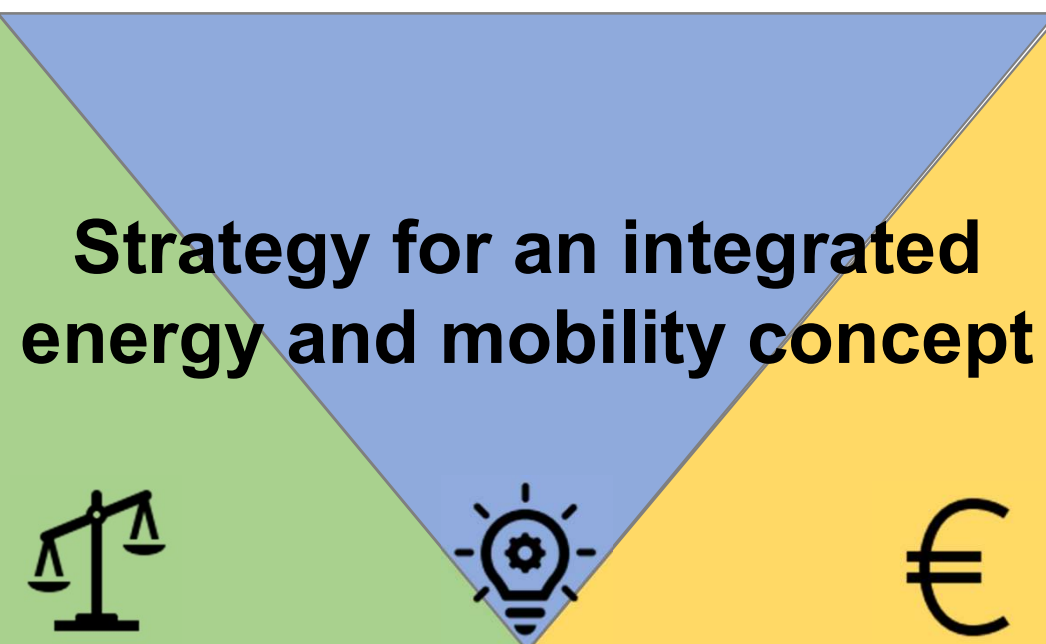 Strategy for an integrated
energy and mobility concept
€